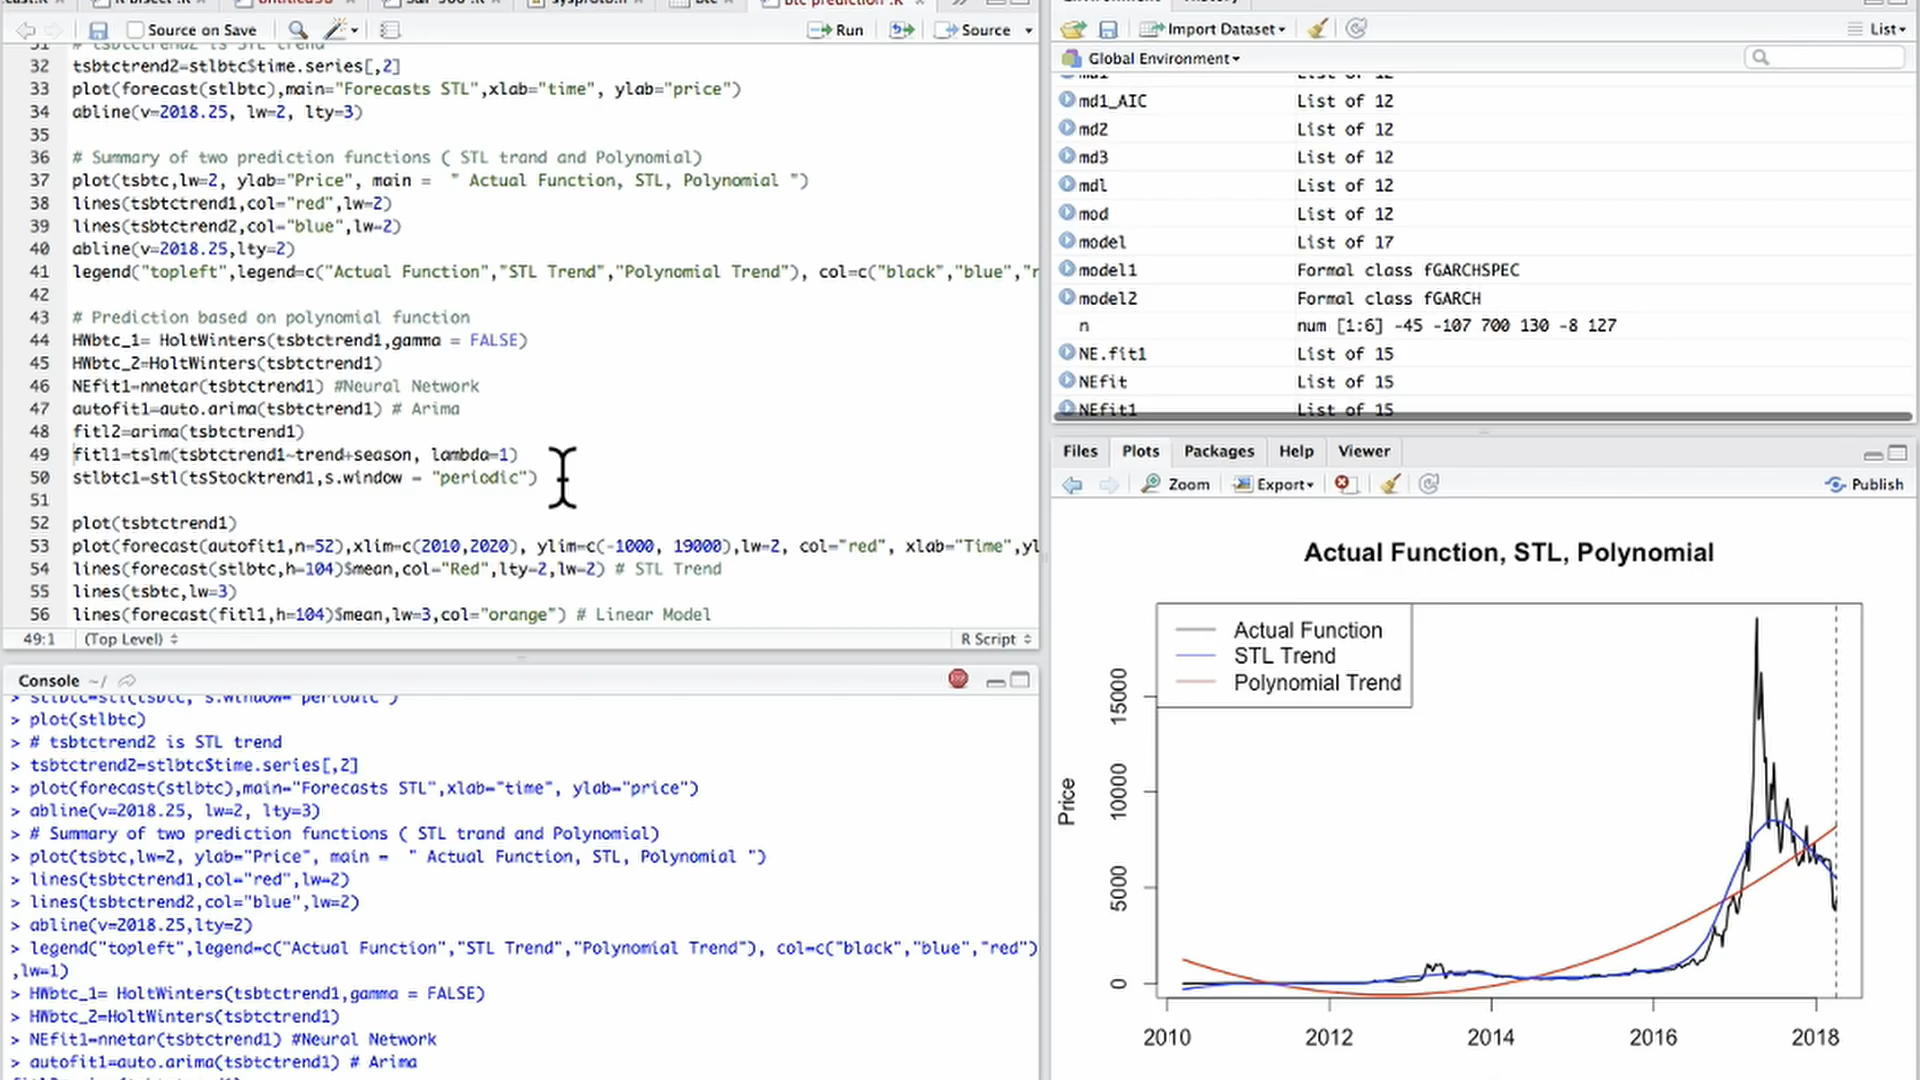 Source on Save
Run
Source
31 # tsbtctrend2 is STL trend
32 tsbtctrend2=stlbtc$time.series[,2]
33 plot(forecast(stlbtc),main="Forecasts STL",xlab="time", ylab="price")
34 abline(v=2018.25, lw=2, lty=3)
35
36 # Summary of two prediction functions ( STL trand and Polynomial)
37 plot(tsbtc,lw=2, ylab="Price", main =  " Actual Function, STL, Polynomial ")
38 lines(tsbtctrend1,col="red",lw=2)
39 lines(tsbtctrend2,col="blue",lw=2)
40 abline(v=2018.25,lty=2)
41 legend("topleft",legend=c("Actual Function","STL Trend","Polynomial Trend"), col=c("black","blue","r
42
43 # Prediction based on polynomial function
44 HWbtc_1= HoltWinters(tsbtctrend1,gamma = FALSE)
45 HWbtc_2=HoltWinters(tsbtctrend1)
46 NEfit1=nnetar(tsbtctrend1) #Neural Network
47 autofit1=auto.arima(tsbtctrend1) # Arima
48 fitl2=arima(tsbtctrend1)
49 fitl1=tslm(tsbtctrend1~trend+season, lambda=1)
50 stlbtc1=stl(tsStocktrend1,s.window = "periodic")
51
52 plot(tsbtctrend1)
53 plot(forecast(autofit1,n=52),xlim=c(2010,2020), ylim=c(-1000, 19000),lw=2, col="red", xlab="Time",yl
54 lines(forecast(stlbtc,h=104)$mean,col="Red",lty=2,lw=2) # STL Trend
55 lines(tsbtc,lw=3)
56 lines(forecast(fitl1,h=104)$mean,lw=3,col="orange") # Linear Model
49:1 (Top Level) R Script
Console ~/
> stlbtc=stl(tsbtc, s.window="periodic")
> plot(stlbtc)
> # tsbtctrend2 is STL trend
> tsbtctrend2=stlbtc$time.series[,2]
> plot(forecast(stlbtc),main="Forecasts STL",xlab="time", ylab="price")
> abline(v=2018.25, lw=2, lty=3)
> # Summary of two prediction functions ( STL trand and Polynomial)
> plot(tsbtc,lw=2, ylab="Price", main =  " Actual Function, STL, Polynomial ")
> lines(tsbtctrend1,col="red",lw=2)
> lines(tsbtctrend2,col="blue",lw=2)
> abline(v=2018.25,lty=2)
> legend("topleft",legend=c("Actual Function","STL Trend","Polynomial Trend"), col=c("black","blue","red")
,lw=1)
> HWbtc_1= HoltWinters(tsbtctrend1,gamma = FALSE)
> HWbtc_2=HoltWinters(tsbtctrend1)
> NEfit1=nnetar(tsbtctrend1) #Neural Network
> autofit1=auto.arima(tsbtctrend1) # Arima
Import Dataset
List
Global Environment
md1 List of 12
md1_AIC List of 12
md2 List of 12
md3 List of 12
mdl List of 12
mod List of 12
model List of 17
model1 Formal class fGARCHSPEC
model2 Formal class fGARCH
n num [1:6] -45 -107 700 130 -8 127
NE.fit1 List of 15
NEfit List of 15
NEfit1 List of 15
Files Plots Packages Help Viewer
Zoom Export Publish
Actual Function, STL, Polynomial
Actual Function
STL Trend
Polynomial Trend
Price
15000
10000
5000
0
2010 2012 2014 2016 2018